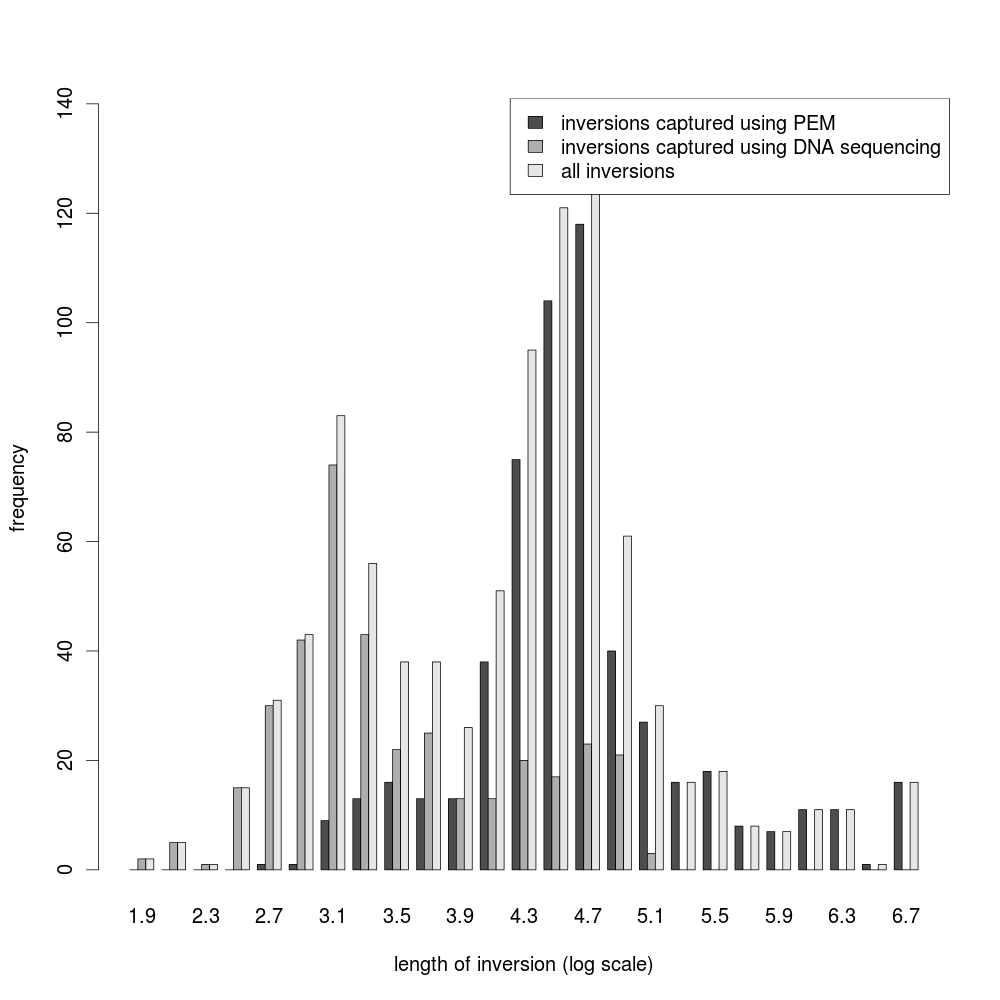 inversions captured using PEM
inversions captured using DNA sequencing
all inversions
140
120
100
80
60
40
20
0
frequency
1.9 2.3 2.7 3.1 3.5 3.9 4.3 4.7 5.1 5.5 5.9 6.3 6.7
length of inversion (log scale)